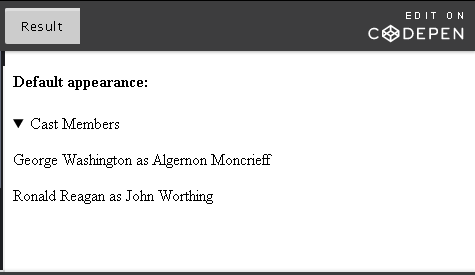 Result
EDIT ON
CODEPEN
Default appearance:
▼ Cast Members
George Washington as Algernon Moncrieff
Ronald Reagan as John Worthing